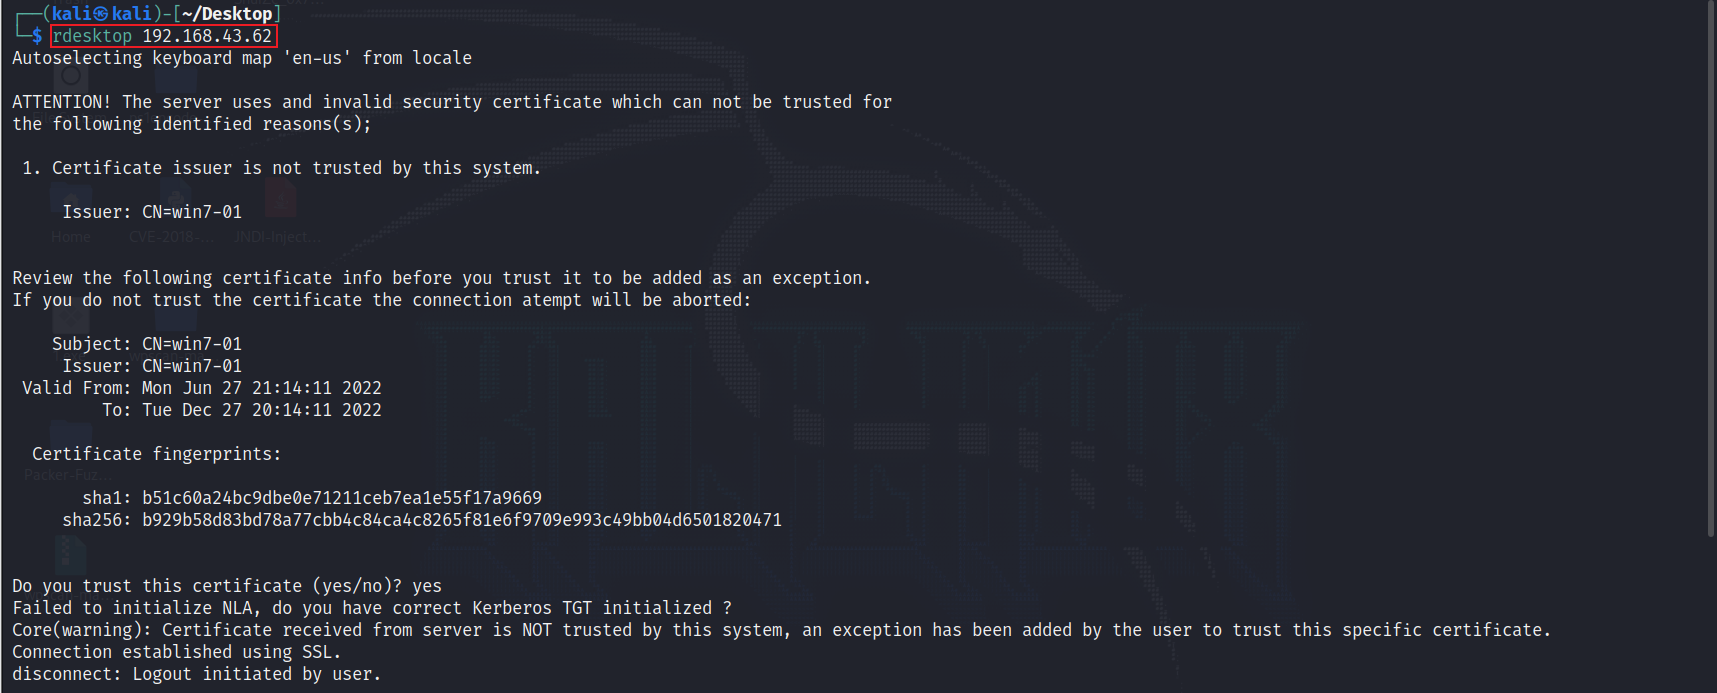 (kali㉿kali)-[~/Desktop]
$ rdesktop 192.168.43.62
Autoselecting keyboard map 'en-us' from locale
ATTENTION! The server uses and invalid security certificate which can not be trusted for
the following identified reasons(s);
1. Certificate issuer is not trusted by this system.
Issuer: CN=win7-01
Home CVE-2018-... JNDI-Inject...
Review the following certificate info before you trust it to be added as an exception.
If you do not trust the certificate the connection atempt will be aborted:
Subject: CN=win7-01
Issuer: CN=win7-01
Valid From: Mon Jun 27 21:14:11 2022
To: Tue Dec 27 20:14:11 2022
Certificate fingerprints:
Packer-Fuz...
sha1: b51c60a24bc9dbe0e71211ceb7ea1e55f17a9669
sha256: b929b58d83bd78a77cbb4c84ca4c8265f81e6f9709e993c49bb04d6501820471
Do you trust this certificate (yes/no)? yes
Failed to initialize NLA, do you have correct Kerberos TGT initialized ?
Core(warning): Certificate received from server is NOT trusted by this system, an exception has been added by the user to trust this specific certificate.
Connection established using SSL.
disconnect: Logout initiated by user.